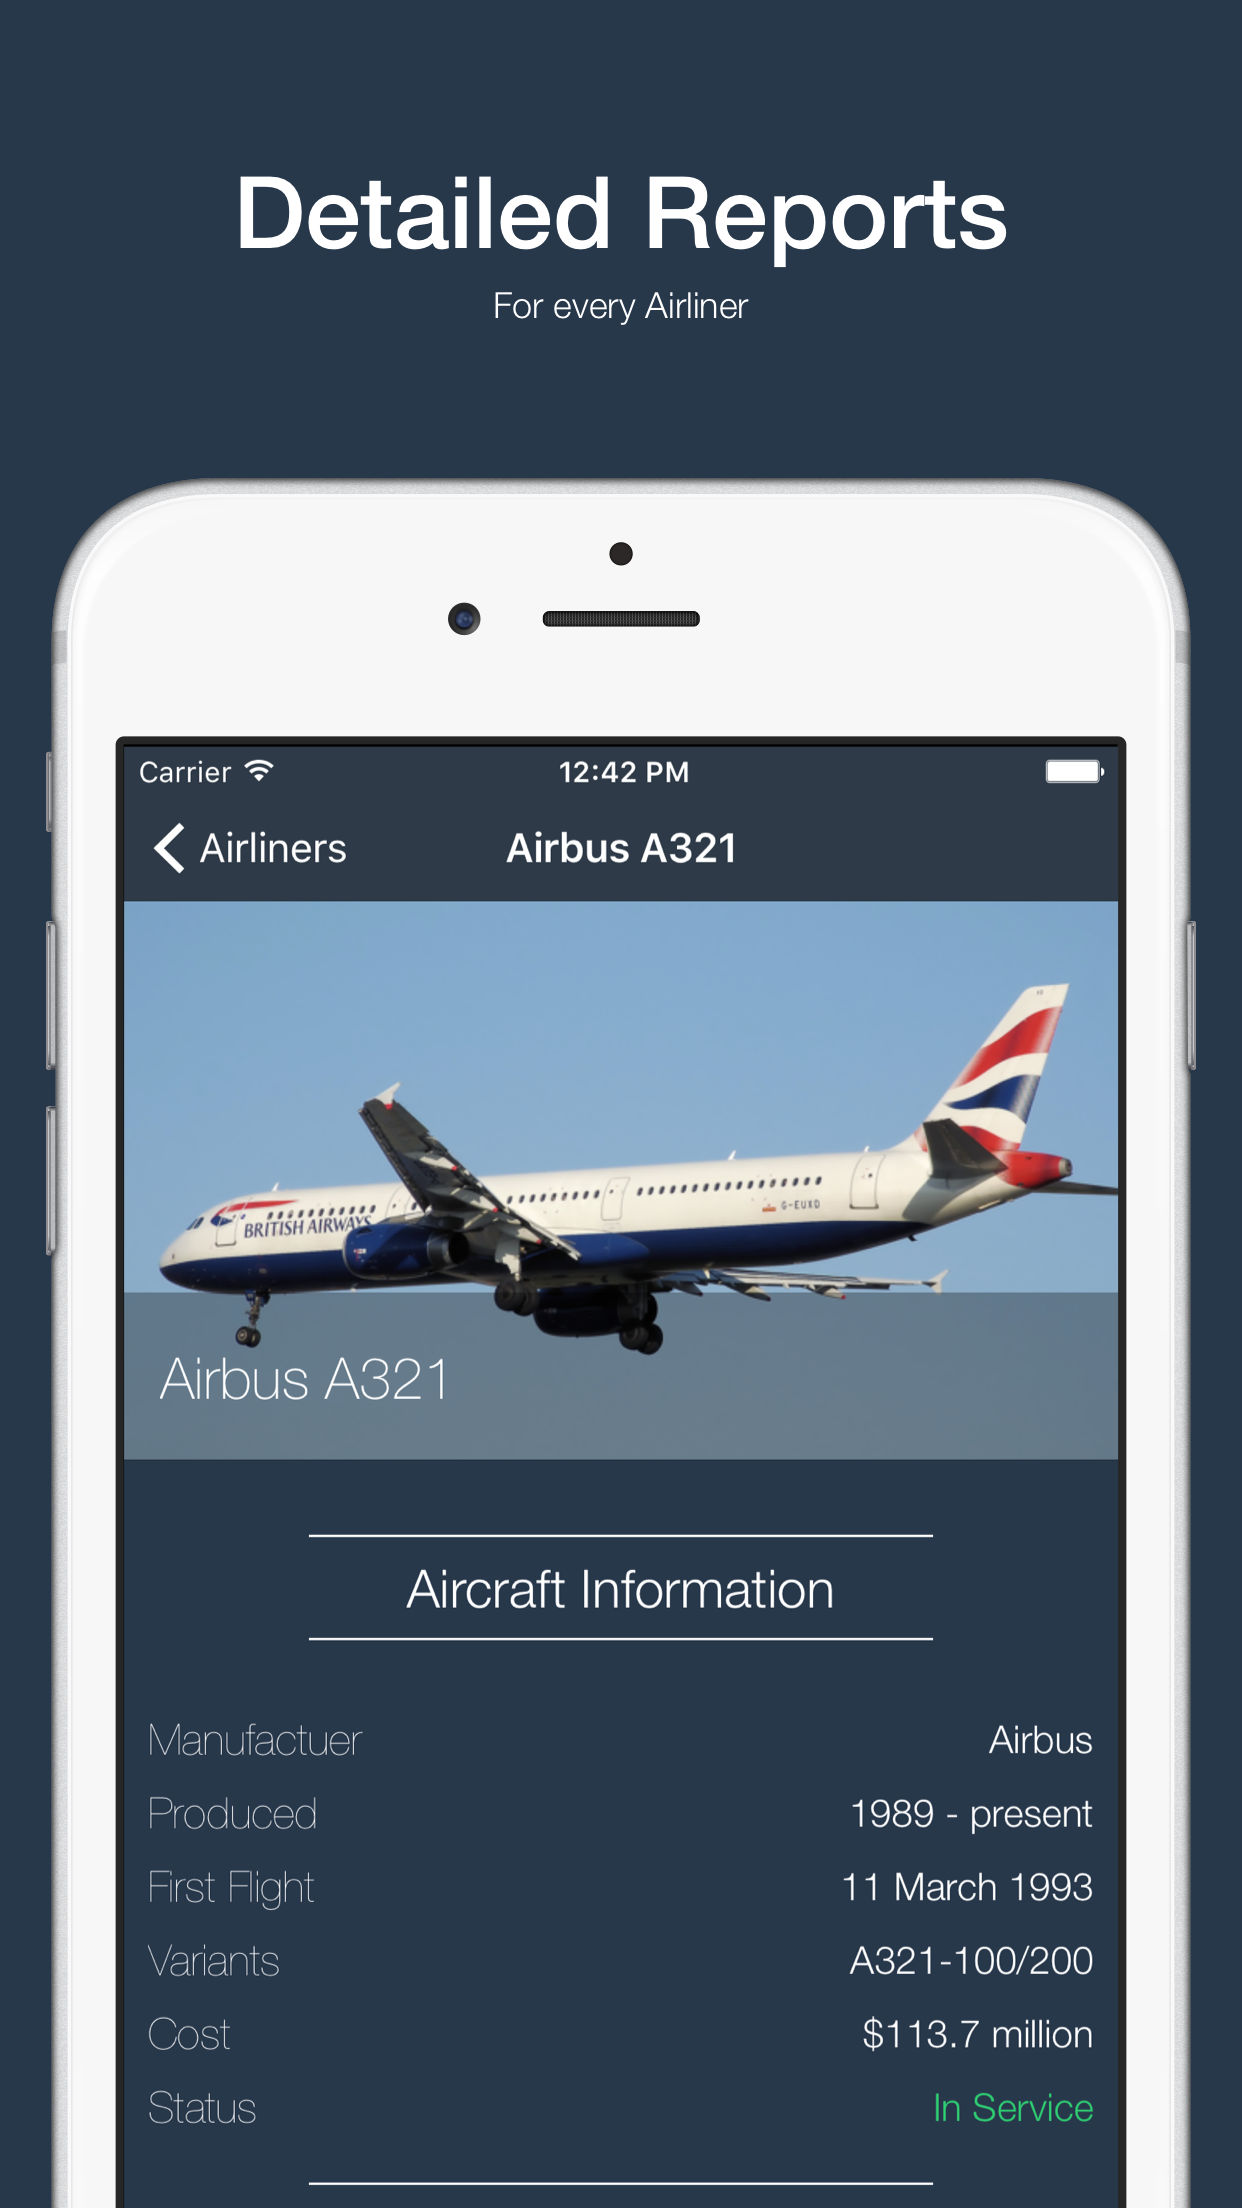 Detailed Reports
For every Airliner
Carrier 12:42 PM
Airliners Airbus A321
BRITISH AIRWAYS
G-EUXD
Airbus A321
Aircraft Information
Manufactuer Airbus
Produced 1989 - present
First Flight 11 March 1993
Variants A321-100/200
Cost $113.7 million
Status In Service